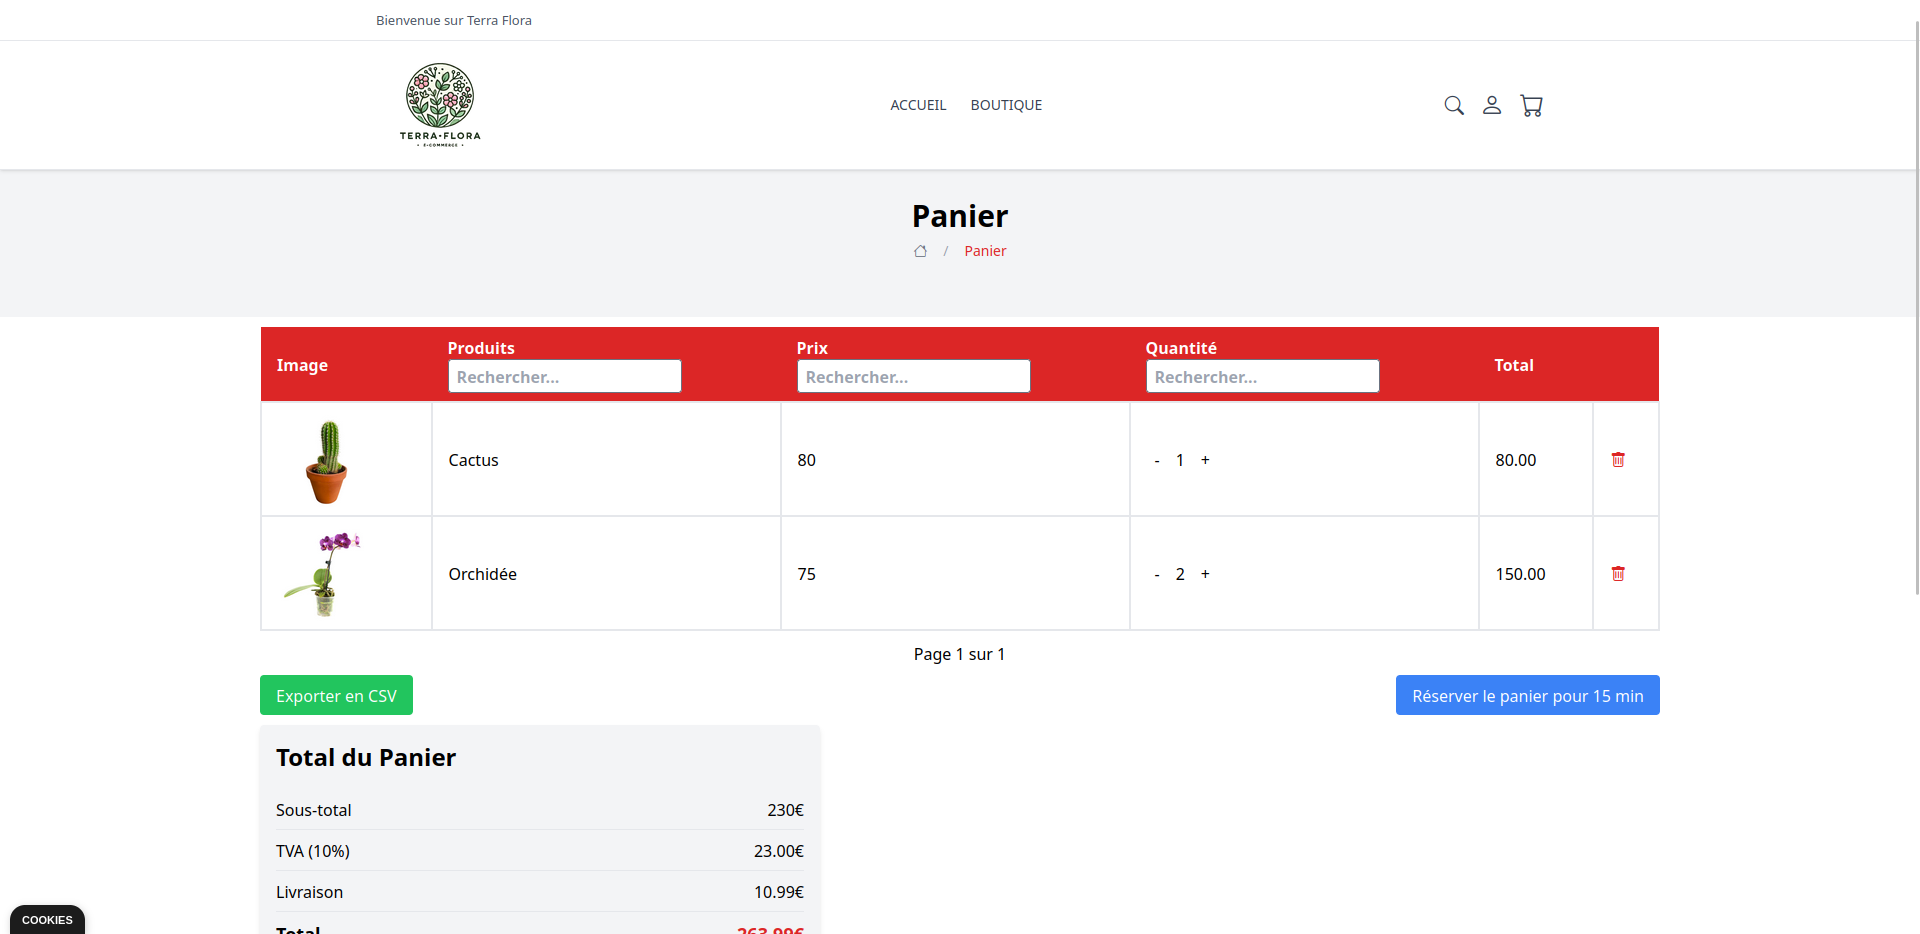 Bienvenue sur Terra Flora
TERRA•FLORA
• E-COMMERCE •
ACCUEIL BOUTIQUE
Panier
/ Panier
Image Produits Prix Quantité Total
Rechercher... Rechercher... Rechercher...
Cactus 80 - 1 + 80.00
Orchidée 75 - 2 + 150.00
Page 1 sur 1
Exporter en CSV Réserver le panier pour 15 min
Total du Panier
Sous-total 230€
TVA (10%) 23.00€
Livraison 10.99€
Total 263.99€
COOKIES